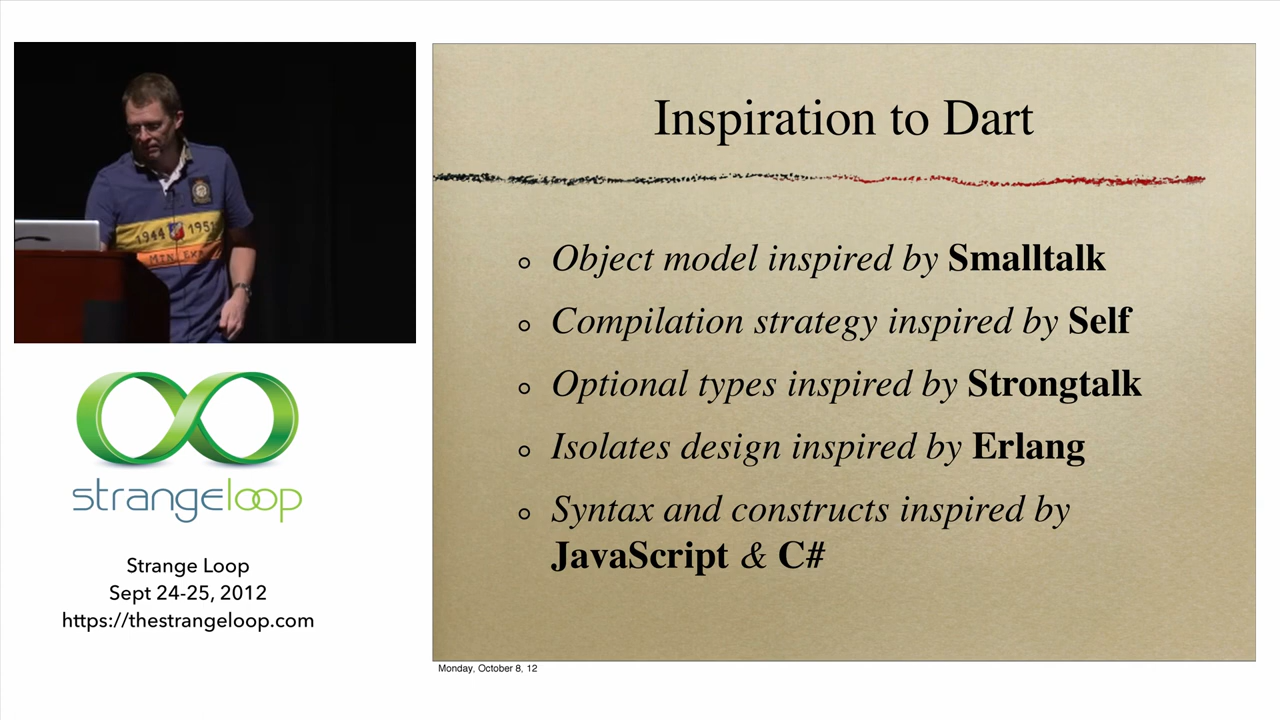 1944 1951
Inspiration to Dart
Object model inspired by Smalltalk
Compilation strategy inspired by Self
Optional types inspired by Strongtalk
Isolates design inspired by Erlang
Syntax and constructs inspired by
JavaScript & C#
strangeloop
Strange Loop
Sept 24-25, 2012
https://thestrangeloop.com
Monday, October 8, 12